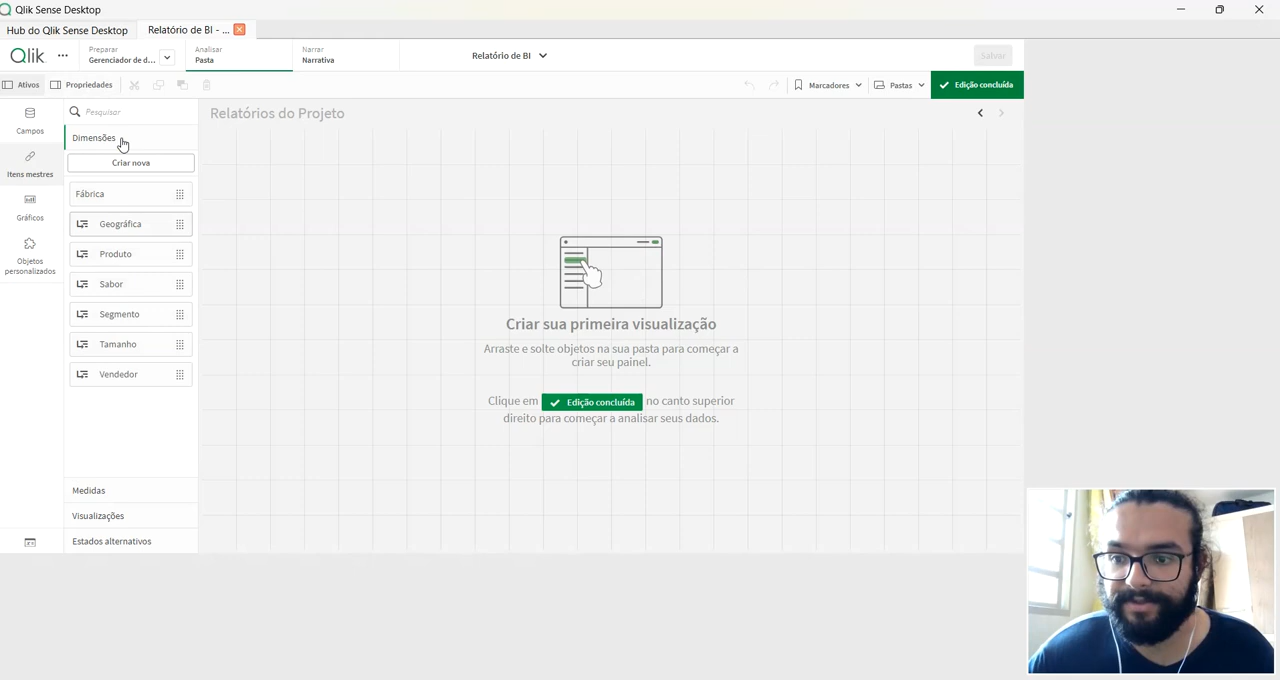 Qlik Sense Desktop
Hub do Qlik Sense Desktop
Relatório de BI - ...
Qlik
Preparar
Gerenciador de d...
Analisar
Pasta
Narrar
Narrativa
Relatório de BI
Salvar
Ativos
Propriedades
Marcadores
Pastas
Edição concluída
Campos
Itens mestres
Gráficos
Objetos
personalizados
Pesquisar
Dimensões
Criar nova
Fábrica
Geográfica
Produto
Sabor
Segmento
Tamanho
Vendedor
Medidas
Visualizações
Estados alternativos
Relatórios do Projeto
Criar sua primeira visualização
Arraste e solte objetos na sua pasta para começar a
criar seu painel.
Clique em Edição concluída no canto superior
direito para começar a analisar seus dados.